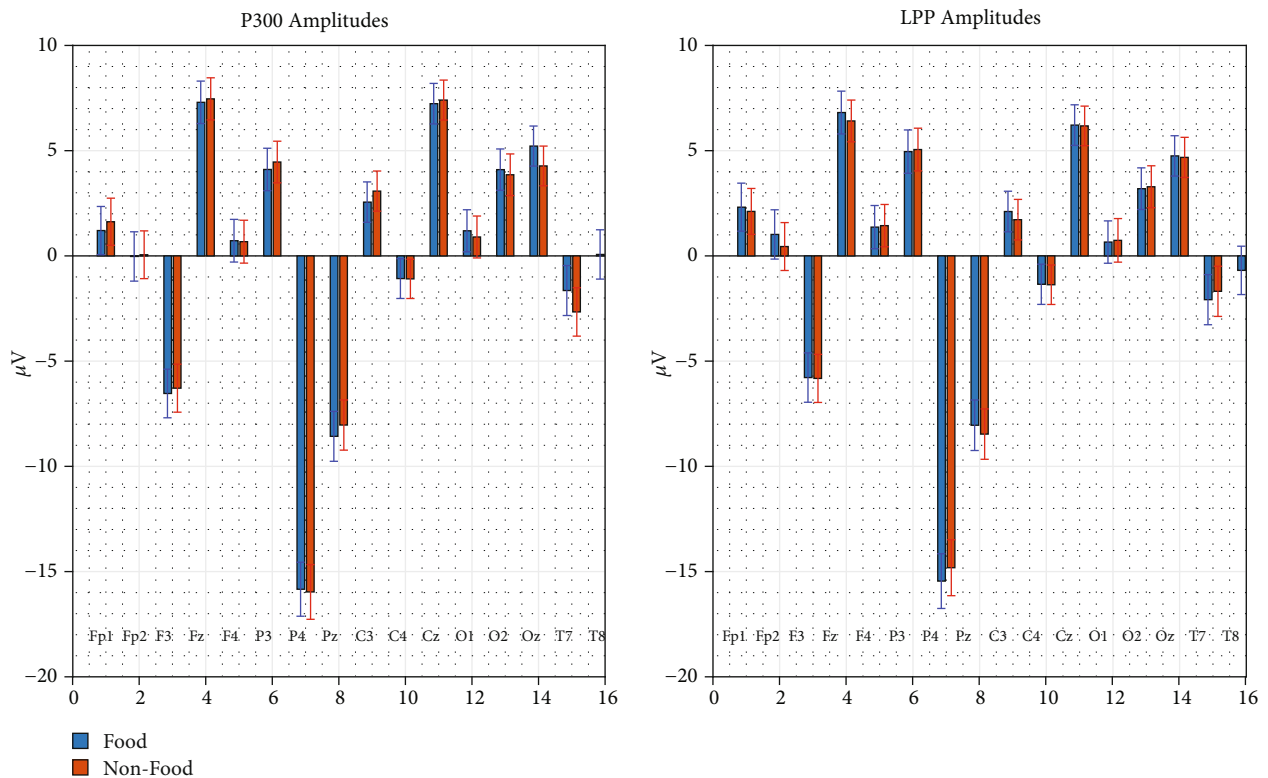 P300 Amplitudes
10
5
0
−5
−10
−15
−20
μV
Fp1 Fp2 F3 Fz F4 P3 P4 Pz C3 C4 Cz O1 O2 Oz T7 T8
0 2 4 6 8 10 12 14 16
LPP Amplitudes
10
5
0
−5
−10
−15
−20
μV
Fp1 Fp2 F3 Fz F4 P3 P4 Pz C3 C4 Cz O1 O2 Oz T7 T8
0 2 4 6 8 10 12 14 16
Food
Non-Food